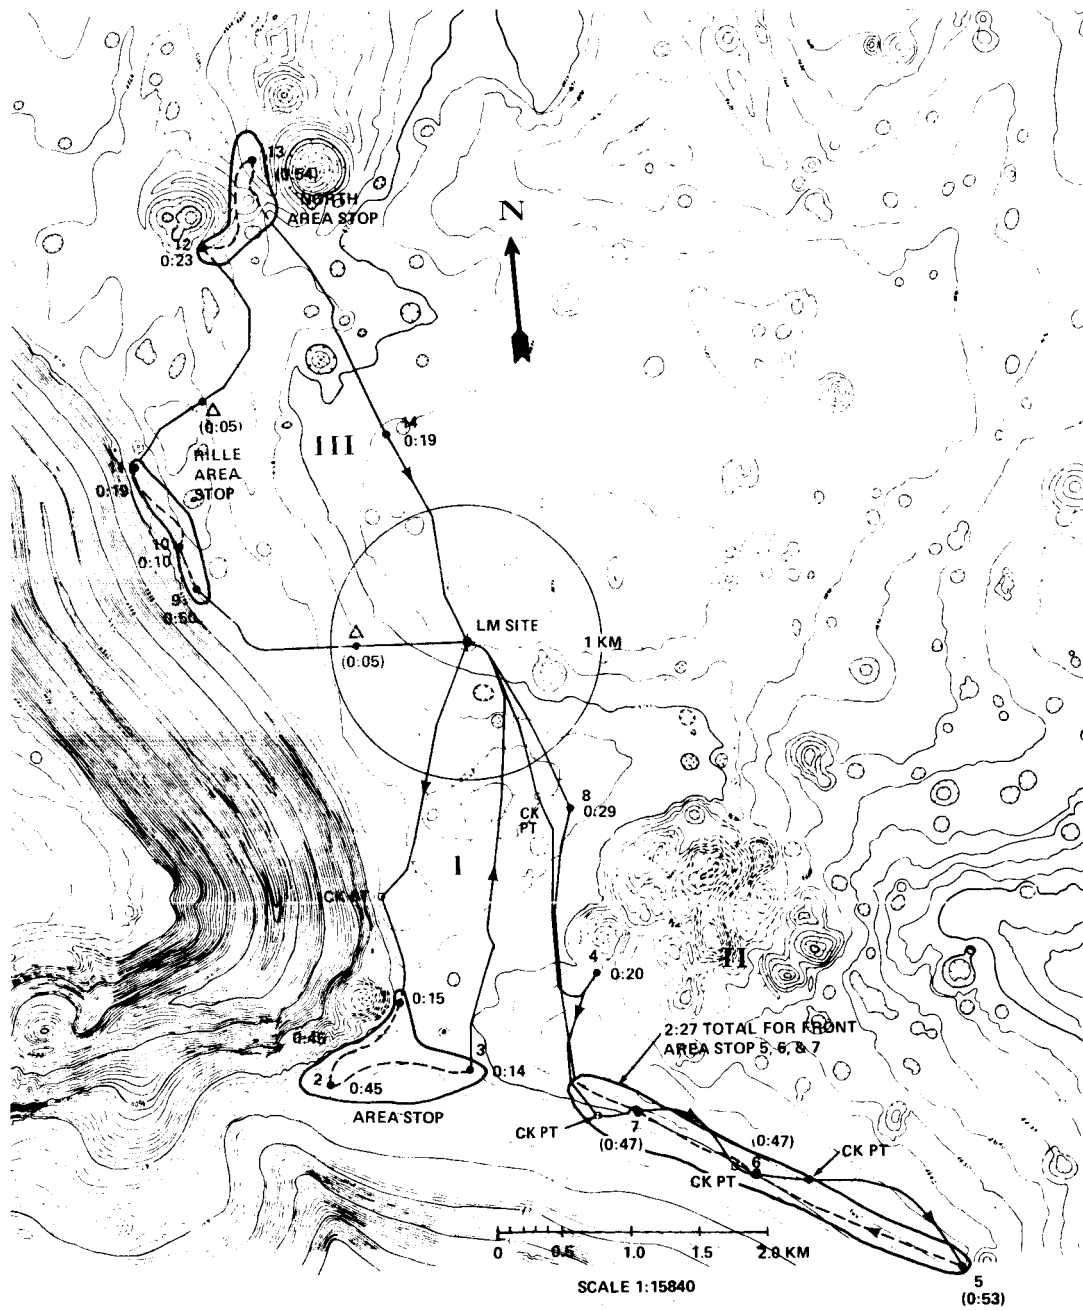 13
(0:54)
NORTH
AREA STOP
N
12
0:23
14
0:19
(0:05)
III
RILLE
AREA
STOP
11
0:19
10
0:10
9
0:50
LM SITE
1 KM
(0:05)
8
0:29
CK
PT
I
CK PT
4
0:20
II
0:15
2:27 TOTAL FOR FRONT
AREA STOP 5, 6, & 7
0:45
3
0:14
2
0:45
AREA STOP
CK PT
7
(0:47)
(0:47)
6
CK PT
CK PT
0
0.5
1.0
1.5
2.0 KM
SCALE 1:15840
5
(0:53)